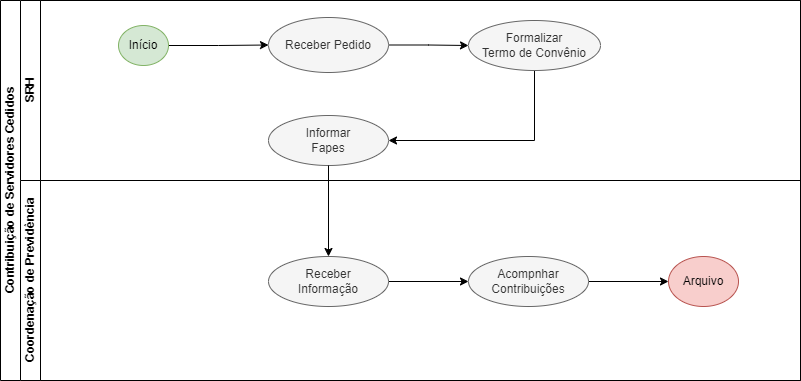 Contribuição de Servidores Cedidos
SRH
Início
Receber Pedido
Formalizar
Termo de Convênio
Informar
Fapes
Coordenação de Previdência
Receber
Informação
Acompnhar
Contribuições
Arquivo